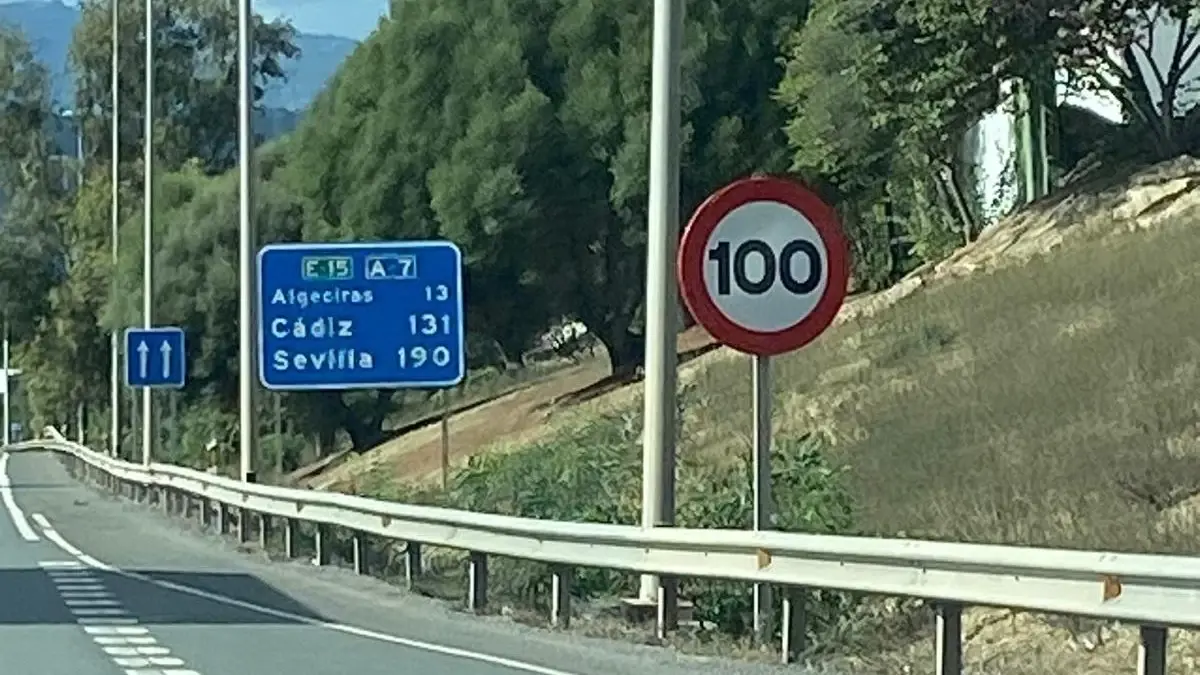 E-15 A-7
Algeciras 13
Cádiz 131
Sevilla 190
100